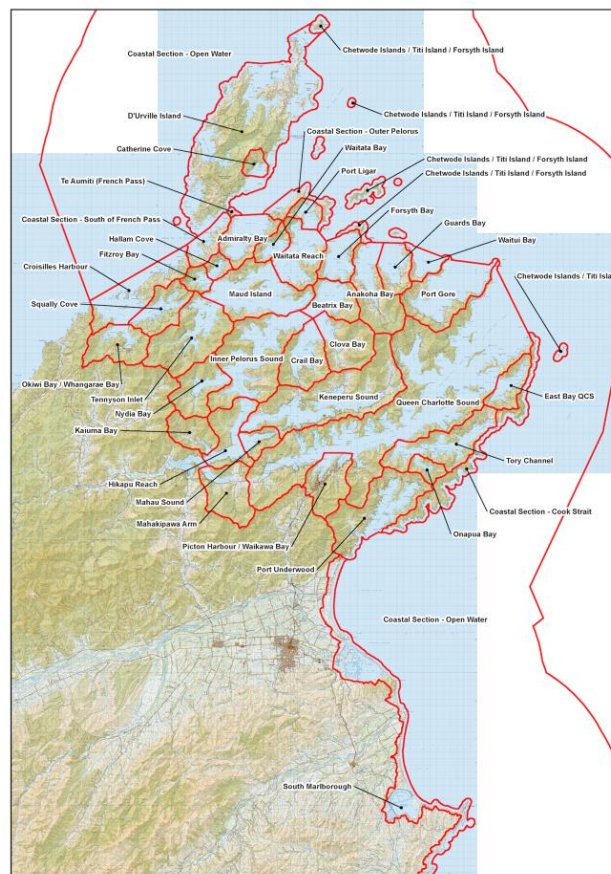 Coastal Section - Open Water
Chetwode Islands / Titi Island / Forsyth Island
Chetwode Islands / Titi Island / Forsyth Island
D'Urville Island
Coastal Section - Outer Pelorus
Waitata Bay
Catherine Cove
Port Ligar
Chetwode Islands / Titi Island / Forsyth Island
Chetwode Islands / Titi Island / Forsyth Island
Te Aumiti (French Pass)
Forsyth Bay
Guards Bay
Coastal Section - South of French Pass
Admiralty Bay
Waitui Bay
Hallam Cove
Waitata Reach
Fitzroy Bay
Croisilles Harbour
Chetwode Islands / Titi Isla
Maud Island
Anakoha Bay
Port Gore
Squally Cove
Beatrix Bay
Clova Bay
Inner Pelorus Sound
Crail Bay
Okiwi Bay / Whangarae Bay
Tennyson Inlet
Nydia Bay
Kenepuru Sound
Queen Charlotte Sound
East Bay QCS
Kaiuma Bay
Tory Channel
Hikapu Reach
Mahau Sound
Mahakipawa Arm
Coastal Section - Cook Strait
Onapua Bay
Picton Harbour / Waikawa Bay
Port Underwood
Coastal Section - Open Water
South Marlborough